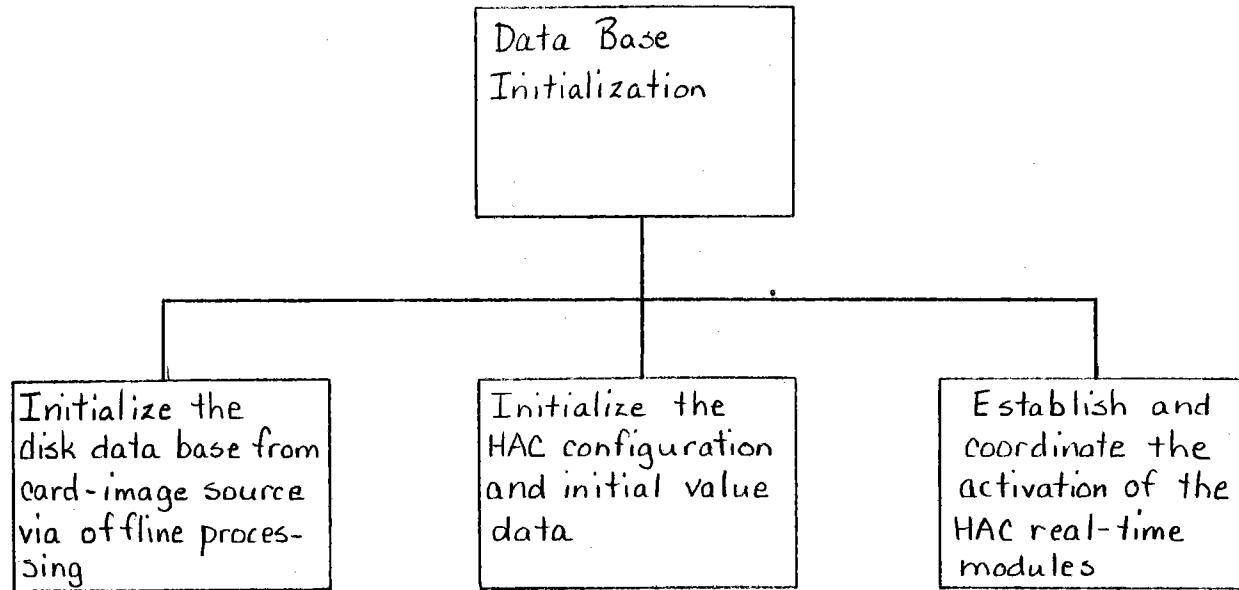 Data Base
Initialization
Initialize the
disk data base from
card-image source
via offline proces-
sing
Initialize the
HAC configuration
and initial value
data
Establish and
coordinate the
activation of the
HAC real-time
modules